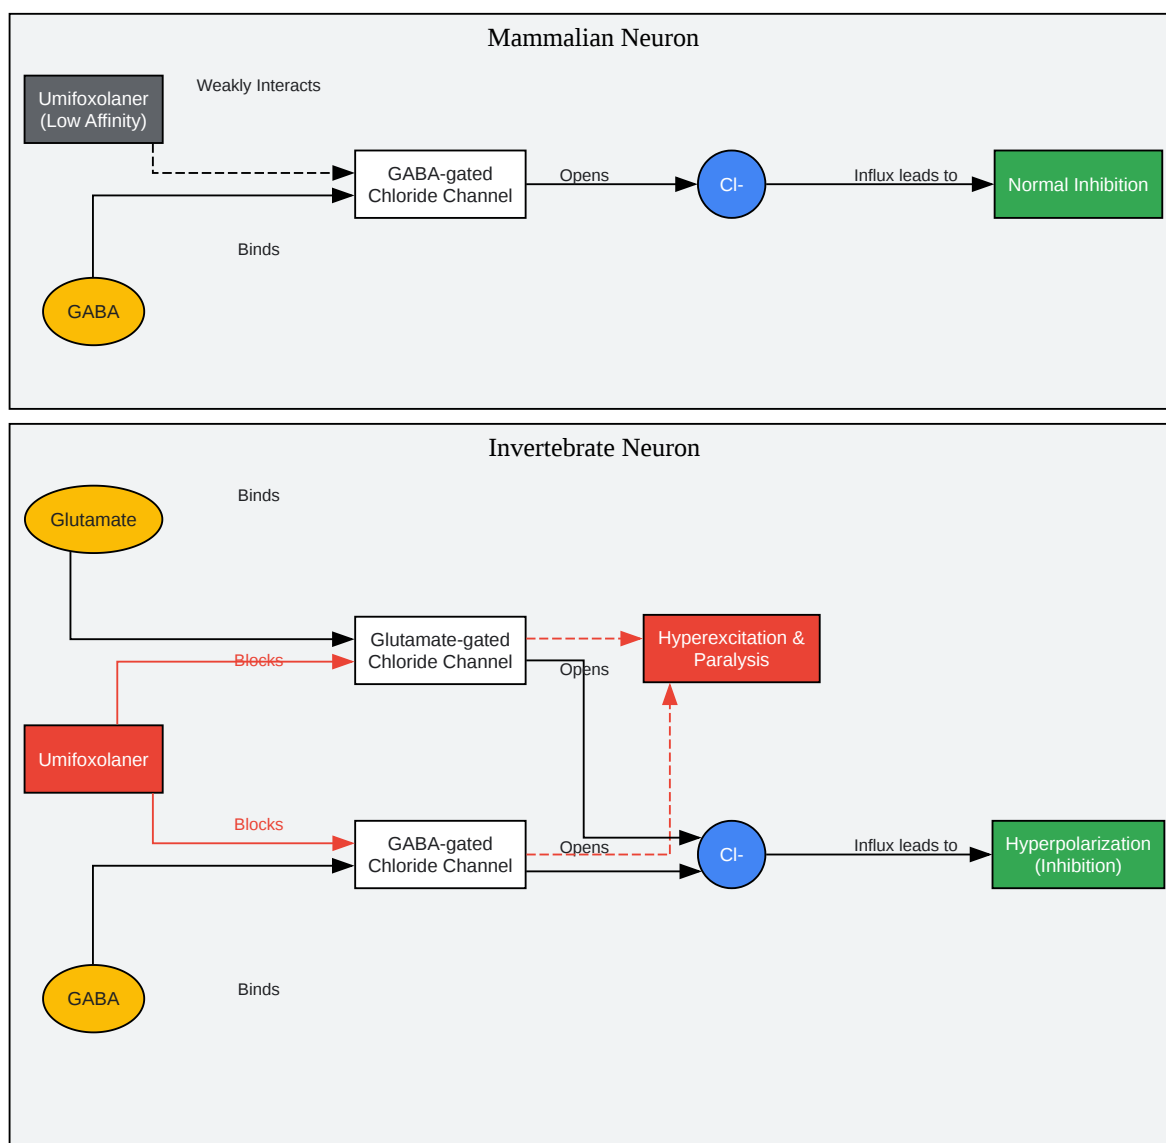 Mammalian Neuron
Weakly Interacts
Umifoxolaner
(Low Affinity)
GABA-gated
Chloride Channel
Opens
Cl-
Influx leads to
Normal Inhibition
Binds
GABA
Invertebrate Neuron
Binds
Glutamate
Glutamate-gated
Chloride Channel
Hyperexcitation &
Paralysis
Blocks
Opens
Umifoxolaner
Blocks
GABA-gated
Chloride Channel
Opens
Cl-
Influx leads to
Hyperpolarization
(Inhibition)
Binds
GABA